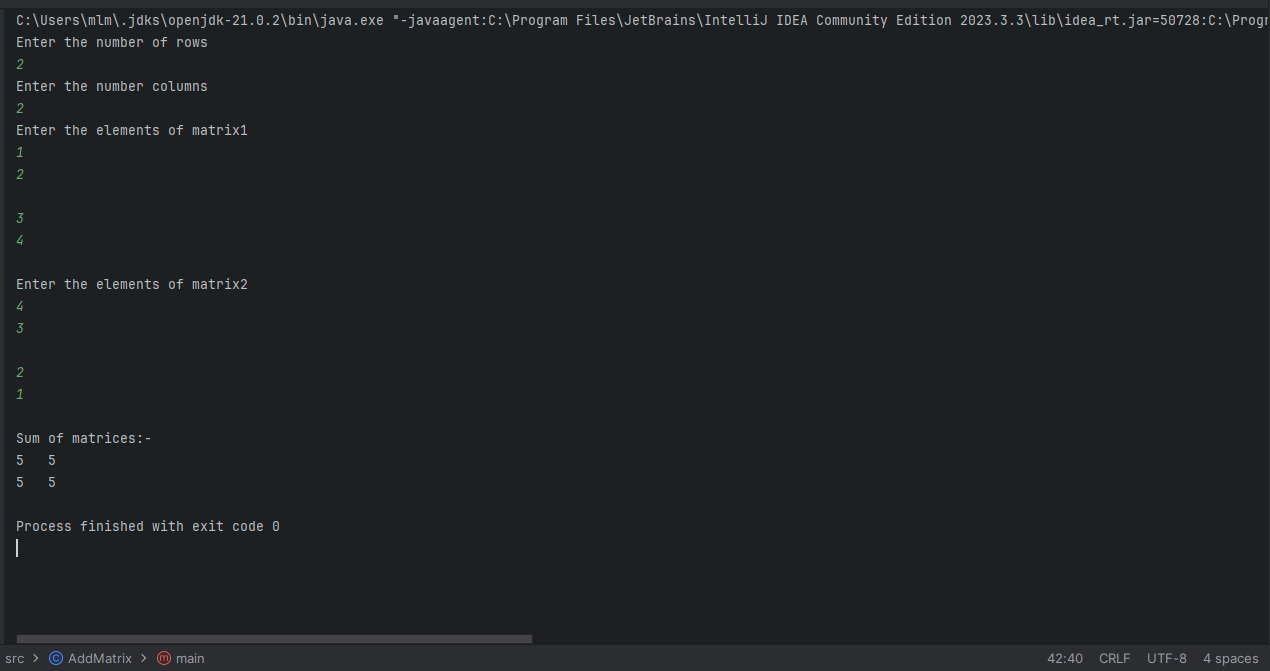 C:\Users\mlm\.jdks\openjdk-21.0.2\bin\java.exe "-javaagent:C:\Program Files\JetBrains\IntelliJ IDEA Community Edition 2023.3.3\lib\idea_rt.jar=50728:C:\Progr
Enter the number of rows
2
Enter the number columns
2
Enter the elements of matrix1
1
2
3
4
Enter the elements of matrix2
4
3
2
1
Sum of matrices:-
5   5
5   5
Process finished with exit code 0
src > C AddMatrix > m main 42:40 CRLF UTF-8 4 spaces